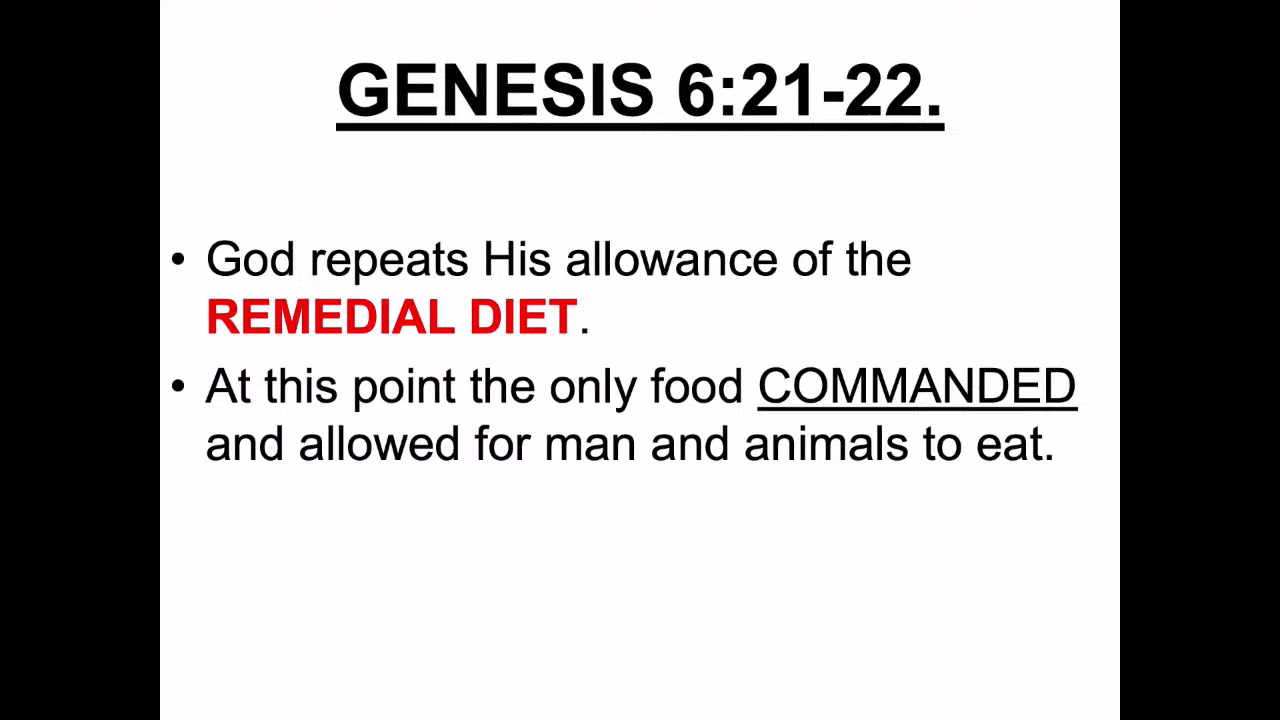 GENESIS 6:21-22.
• God repeats His allowance of the
REMEDIAL DIET.
• At this point the only food COMMANDED
and allowed for man and animals to eat.